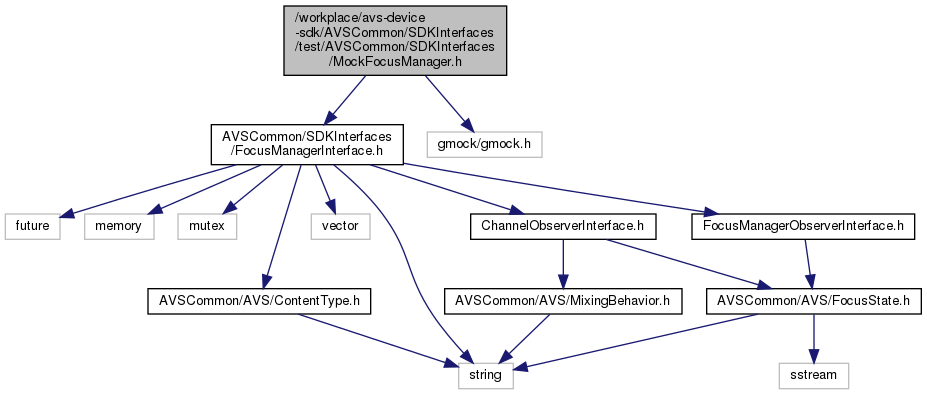 /workplace/avs-device
-sdk/AVSCommon/SDKInterfaces
/test/AVSCommon/SDKInterfaces
/MockFocusManager.h
AVSCommon/SDKInterfaces
/FocusManagerInterface.h
gmock/gmock.h
future
memory
mutex
vector
ChannelObserverInterface.h
FocusManagerObserverInterface.h
AVSCommon/AVS/ContentType.h
AVSCommon/AVS/MixingBehavior.h
AVSCommon/AVS/FocusState.h
string
sstream